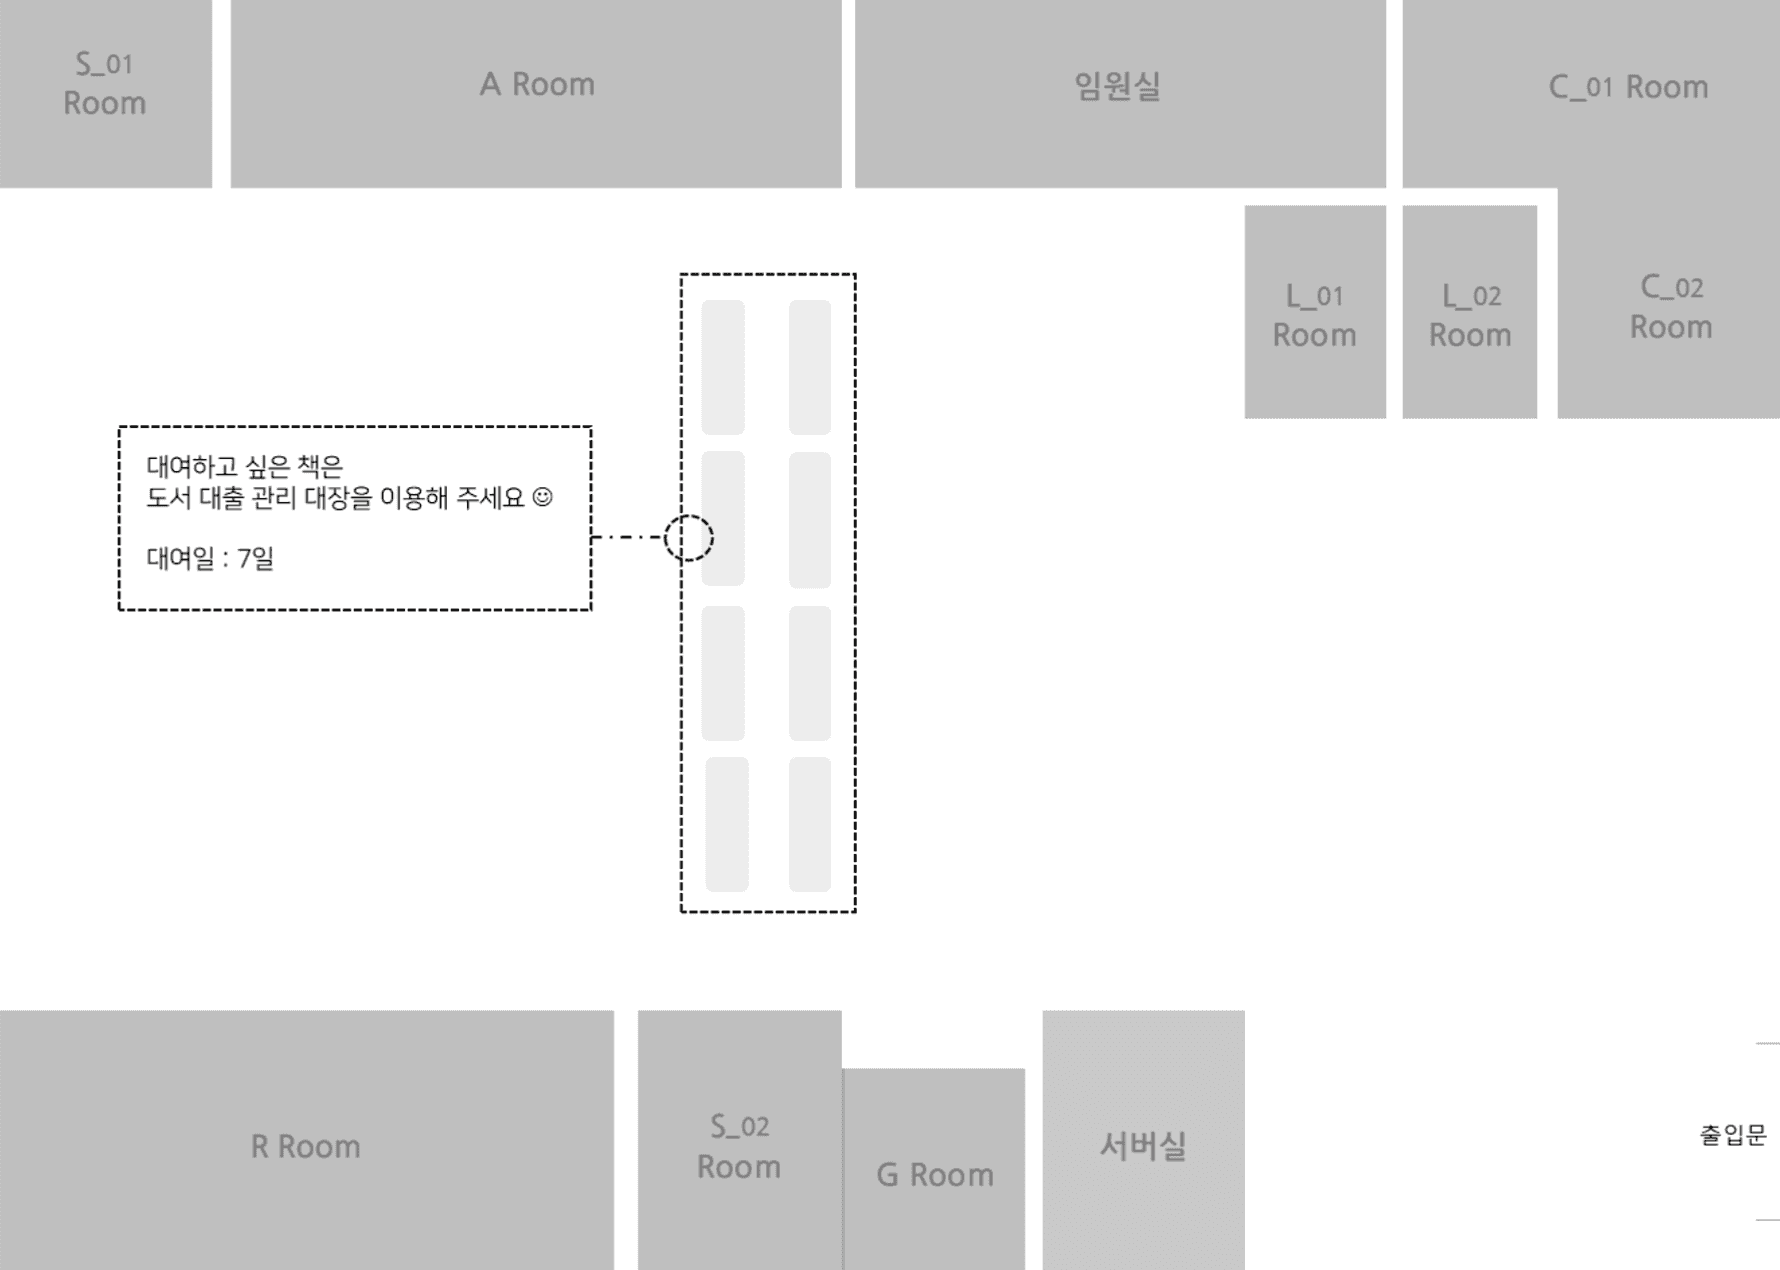 S_01
Room
A Room
임원실
C_01 Room
L_01
Room
L_02
Room
C_02
Room
대여하고 싶은 책은
도서 대출 관리 대장을 이용해 주세요 ☺
대여일 : 7일
R Room
S_02
Room
G Room
서버실
출입문